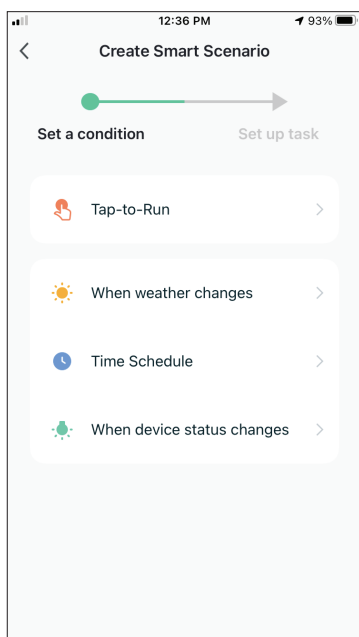 12:36 PM
93%
Create Smart Scenario
Set a condition
Set up task
Tap-to-Run
When weather changes
Time Schedule
When device status changes